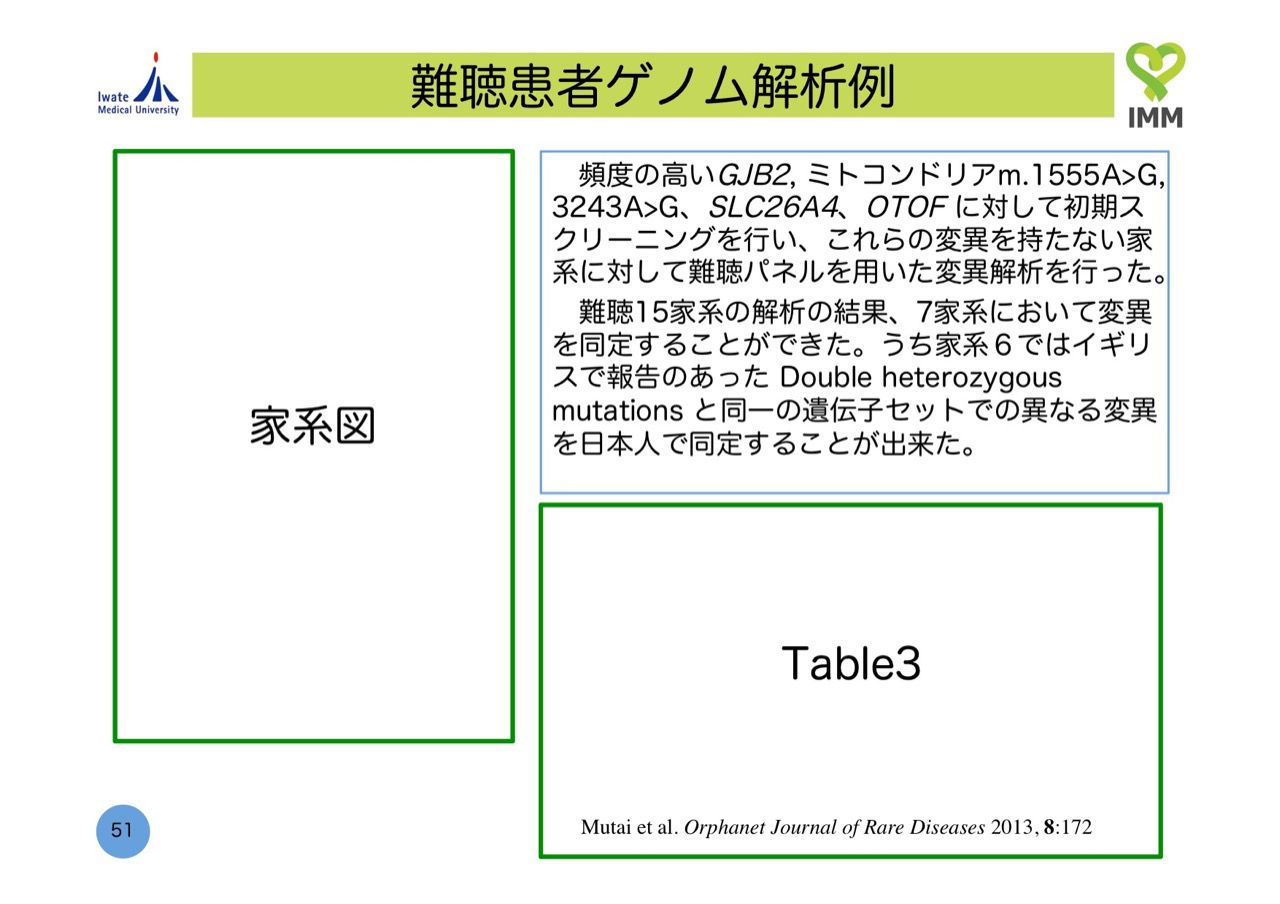 Iwate
Medical University
難聴患者ゲノム解析例
IMM
家系図
頻度の高いGJB2, ミトコンドリアm.1555A>G,
3243A>G、SLC26A4、OTOF に対して初期ス
クリーニングを行い、これらの変異を持たない家
系に対して難聴パネルを用いた変異解析を行った。
難聴15家系の解析の結果、7家系において変異
を同定することができた。うち家系６ではイギリ
スで報告のあった Double heterozygous
mutations と同一の遺伝子セットでの異なる変異
を日本人で同定することが出来た。
Table3
Mutai et al. Orphanet Journal of Rare Diseases 2013, 8:172
51